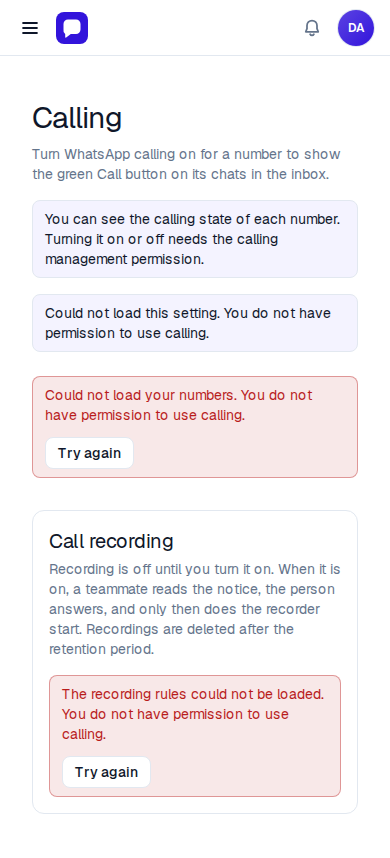 DA
Calling
Turn WhatsApp calling on for a number to show
the green Call button on its chats in the inbox.
You can see the calling state of each number.
Turning it on or off needs the calling
management permission.
Could not load this setting. You do not have
permission to use calling.
Could not load your numbers. You do not
have permission to use calling.
Try again
Call recording
Recording is off until you turn it on. When it is
on, a teammate reads the notice, the person
answers, and only then does the recorder
start. Recordings are deleted after the
retention period.
The recording rules could not be loaded.
You do not have permission to use
calling.
Try again